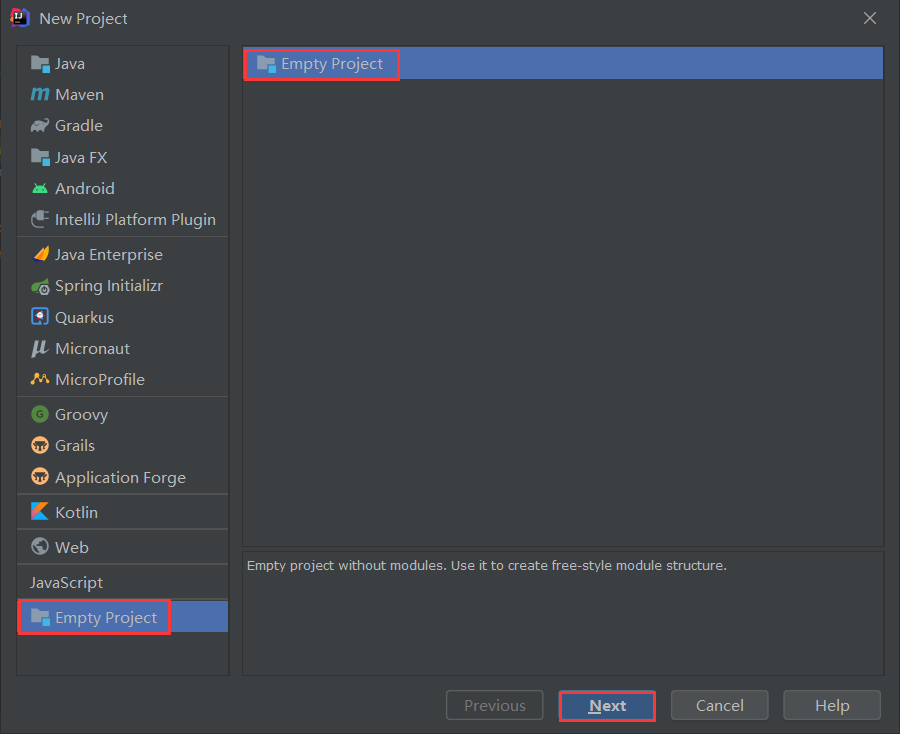 New Project
Java
Maven
Gradle
Java FX
Android
IntelliJ Platform Plugin
Java Enterprise
Spring Initializr
Quarkus
Micronaut
MicroProfile
Groovy
Grails
Application Forge
Kotlin
Web
JavaScript
Empty Project
Empty Project
Empty project without modules. Use it to create free-style module structure.
Previous
Next
Cancel
Help